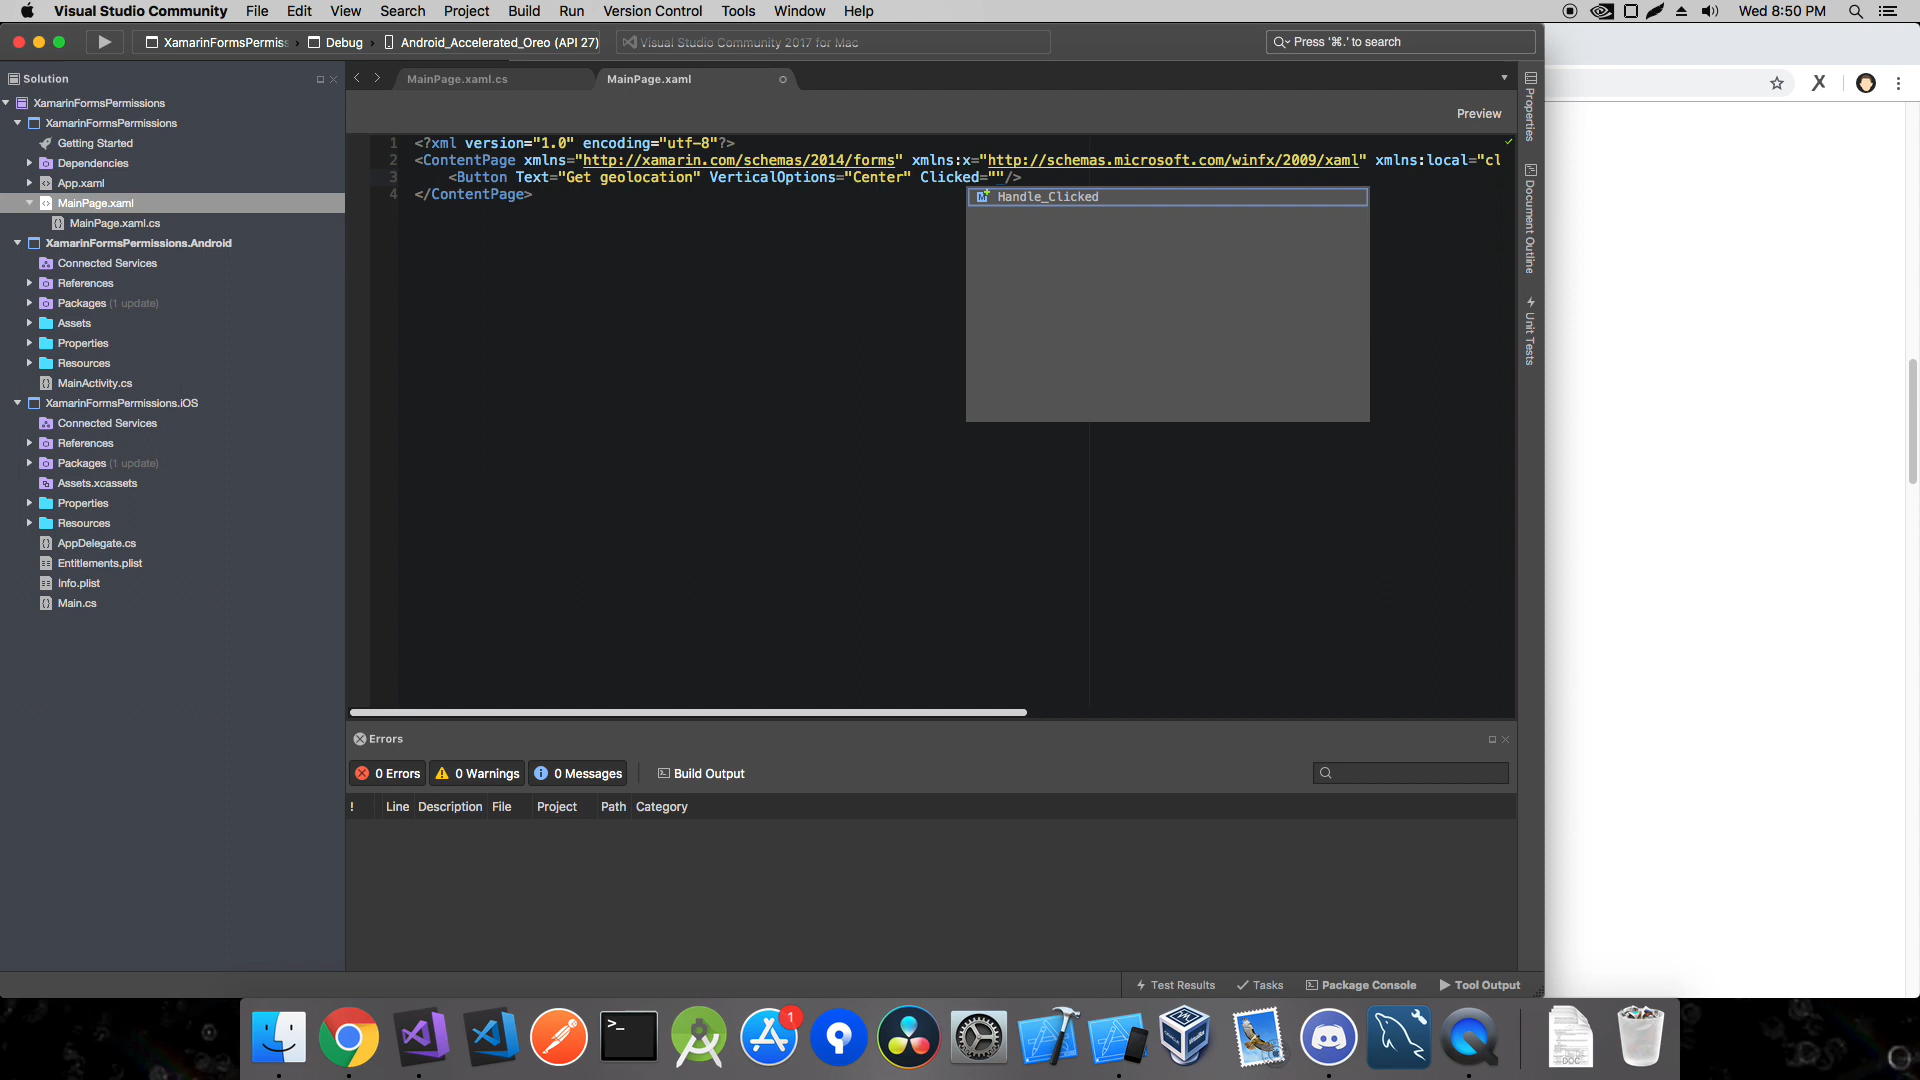 Visual Studio Community File Edit View Search Project Build Run Version Control Tools Window Help Wed 8:50 PM
XamarinFormsPermiss › Debug › Android_Accelerated_Oreo (API 27) Visual Studio Community 2017 for Mac Press '⌘.' to search
Solution
XamarinFormsPermissions
XamarinFormsPermissions
Getting Started
Dependencies
App.xaml
MainPage.xaml
MainPage.xaml.cs
XamarinFormsPermissions.Android
Connected Services
References
Packages (1 update)
Assets
Properties
Resources
MainActivity.cs
XamarinFormsPermissions.iOS
Connected Services
References
Packages (1 update)
Assets.xcassets
Properties
Resources
AppDelegate.cs
Entitlements.plist
Info.plist
Main.cs
MainPage.xaml.cs MainPage.xaml
Preview
1 <?xml version="1.0" encoding="utf-8"?>
2 <ContentPage xmlns="http://xamarin.com/schemas/2014/forms" xmlns:x="http://schemas.microsoft.com/winfx/2009/xaml" xmlns:local="cl
3 <Button Text="Get geolocation" VerticalOptions="Center" Clicked=""/>
4 </ContentPage>
Handle_Clicked
Properties
Document Outline
Unit Tests
Errors
0 Errors 0 Warnings 0 Messages Build Output
! Line Description File Project Path Category
Test Results Tasks Package Console Tool Output
1
DOC